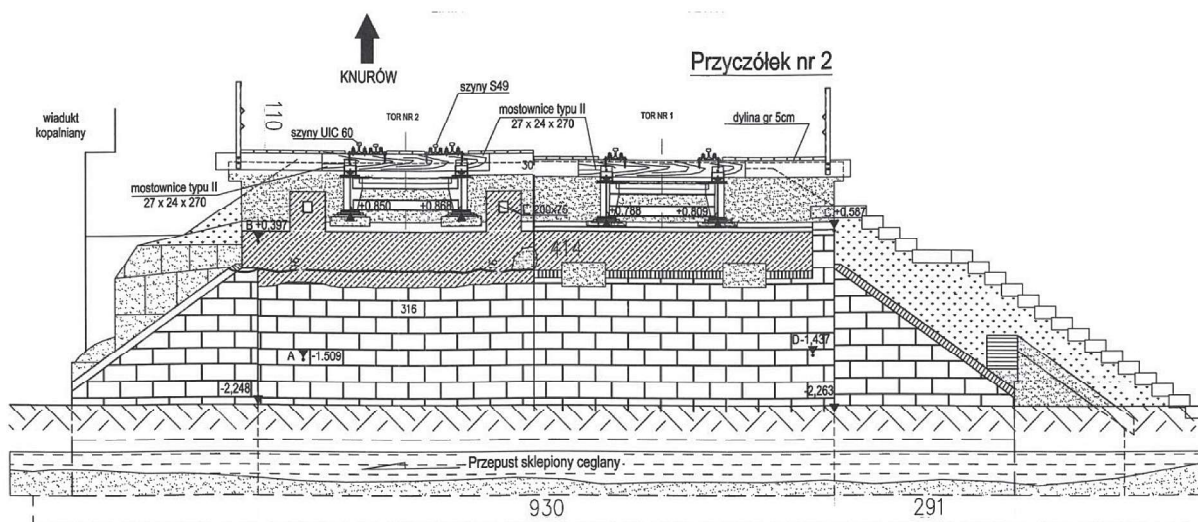 KNURÓW
Przyczółek nr 2
wiadukt
kopalniany
110
szyny S49
szyny UIC 60
TOR NR 2
mostownice typu II
27 x 24 x 270
TOR NR 1
dylina gr 5cm
30
mostownice typu II
27 x 24 x 270
+0.850
+0.868
200x76
+0.788
+0.809
B +0,397
+0,587
414
316
A -1.509
D-1,437
-2,248
-2,263
Przepust sklepiony ceglany
930
291